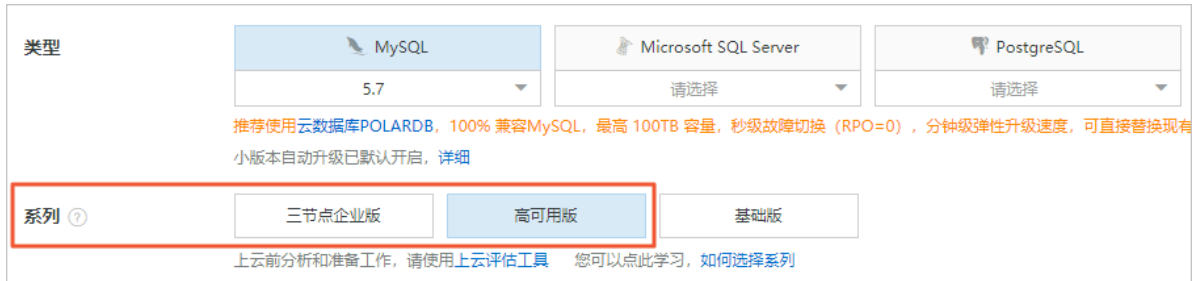 类型 MySQL Microsoft SQL Server PostgreSQL
5.7 请选择 请选择
推荐使用云数据库POLARDB，100% 兼容MySQL，最高 100TB 容量，秒级故障切换（RPO=0），分钟级弹性升级速度，可直接替换现有
小版本自动升级已默认开启，详细
系列 ? 三节点企业版 高可用版 基础版
上云前分析和准备工作，请使用上云评估工具 您可以点此学习，如何选择系列